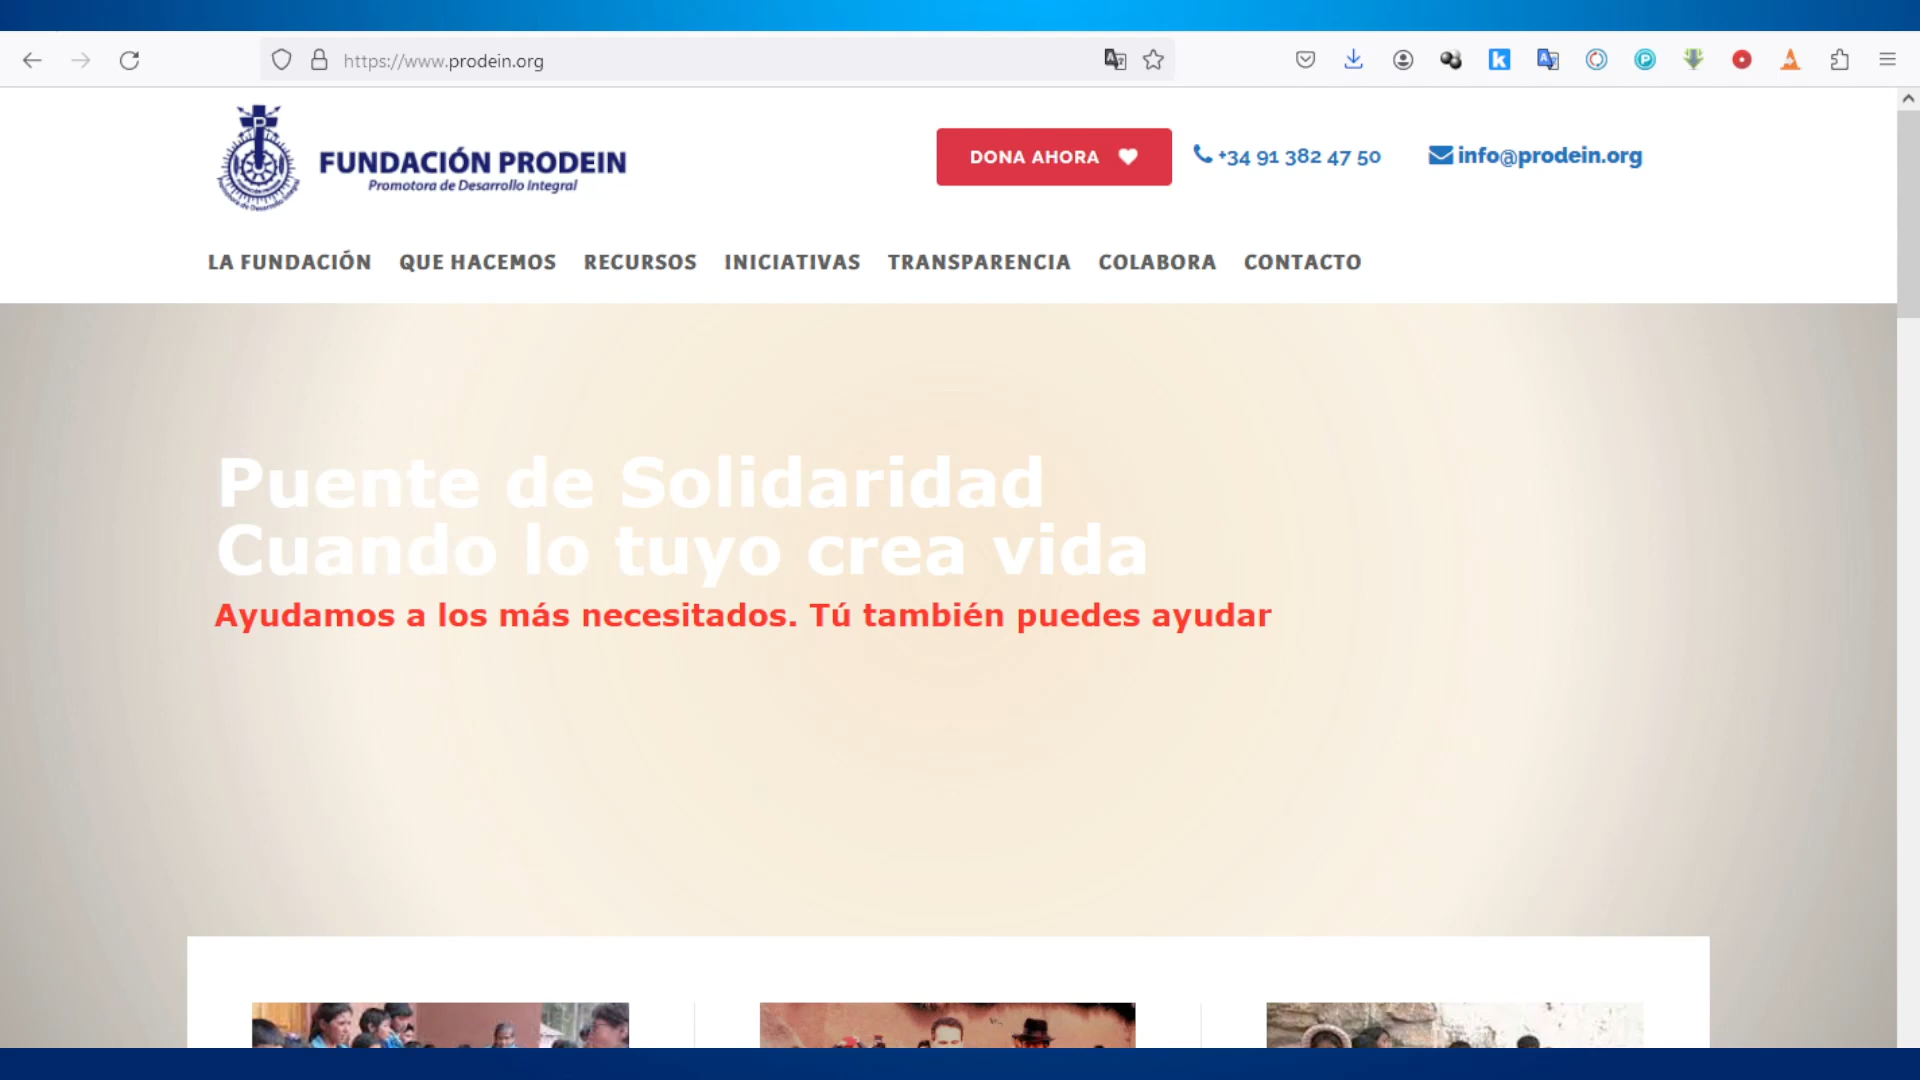 https://www.prodein.org
FUNDACIÓN PRODEIN
Promotora de Desarrollo Integral
DONA AHORA
+34 91 382 47 50
info@prodein.org
LA FUNDACIÓN QUE HACEMOS RECURSOS INICIATIVAS TRANSPARENCIA COLABORA CONTACTO
Puente de Solidaridad
Cuando lo tuyo crea vida
Ayudamos a los más necesitados. Tú también puedes ayudar